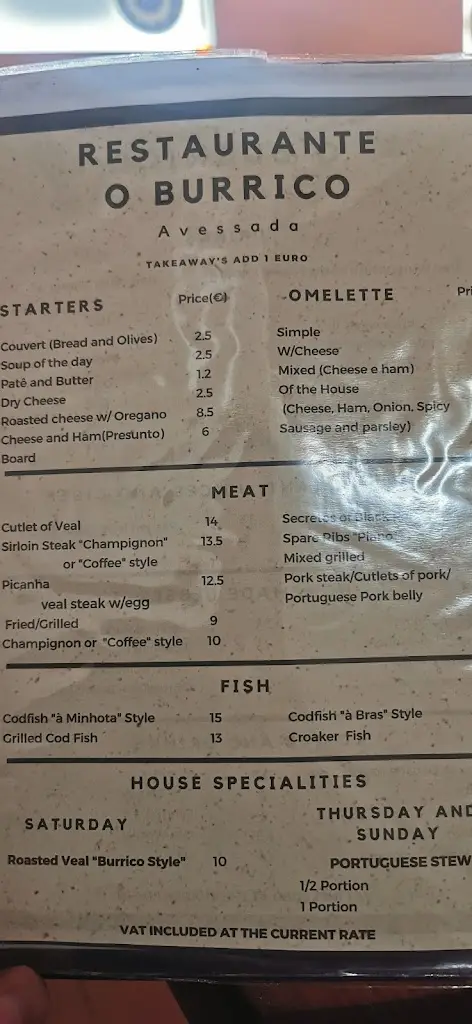 RESTAURANTE
O BURRICO
Avessada
TAKEAWAY'S ADD 1 EURO
STARTERS Price(€)
Couvert (Bread and Olives) 2.5
Soup of the day 2.5
Patê and Butter 1.2
Dry Cheese 2.5
Roasted cheese w/ Oregano 8.5
Cheese and Ham(Presunto) 6
Board
-OMELETTE
Simple
W/Cheese
Mixed (Cheese e ham)
Of the House
(Cheese, Ham, Onion, Spicy
Sausage and parsley)
MEAT
Cutlet of Veal 14
Sirloin Steak "Champignon" 13.5
or "Coffee" style
Picanha 12.5
veal steak w/egg
Fried/Grilled 9
Champignon or "Coffee" style 10
Secretos of Black
Spare Ribs "Piano"
Mixed grilled
Pork steak/Cutlets of pork/
Portuguese Pork belly
FISH
Codfish "à Minhota" Style 15
Grilled Cod Fish 13
Codfish "à Bras" Style
Croaker Fish
HOUSE SPECIALITIES
SATURDAY
Roasted Veal "Burrico Style" 10
THURSDAY AND
SUNDAY
PORTUGUESE STEW
1/2 Portion
1 Portion
VAT INCLUDED AT THE CURRENT RATE